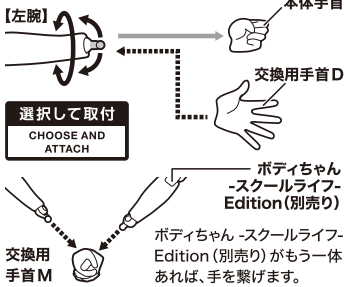 本体手首
【左腕】
交換用手首D
選択して取付
CHOOSE AND
ATTACH
ボディちゃん
-スクールライフ-
Edition(別売り)
交換用
手首M
ボディちゃん -スクールライフ-
Edition(別売り)がもう一体
あれば、手を繋げます。